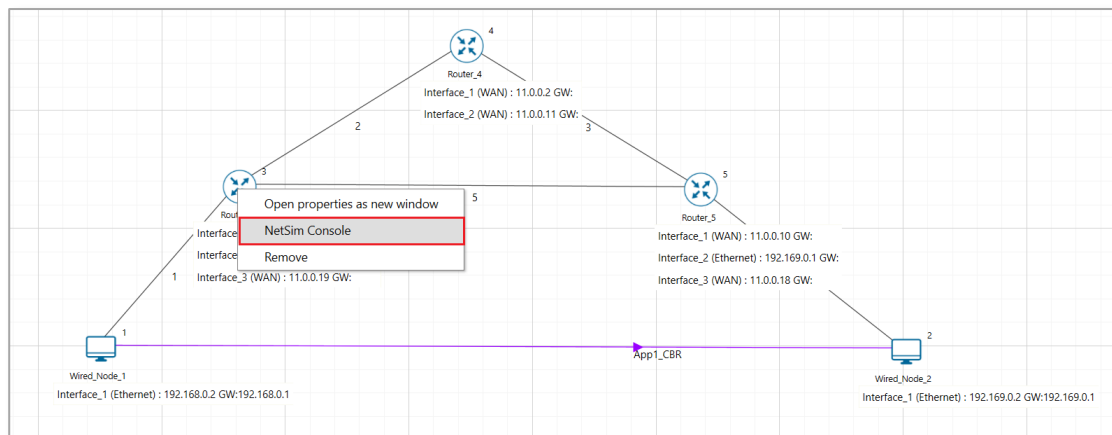 4
Router_4
Interface_1 (WAN) : 11.0.0.2 GW:
Interface_2 (WAN) : 11.0.0.11 GW:
2
3
3
5
5
Open properties as new window
NetSim Console
Remove
Router_5
Interface_1 (WAN) : 11.0.0.10 GW:
Interface_2 (Ethernet) : 192.169.0.1 GW:
Interface_3 (WAN) : 11.0.0.18 GW:
Interface_3 (WAN) : 11.0.0.19 GW:
1
1
2
App1_CBR
Wired_Node_1
Interface_1 (Ethernet) : 192.168.0.2 GW:192.168.0.1
Wired_Node_2
Interface_1 (Ethernet) : 192.169.0.2 GW:192.169.0.1